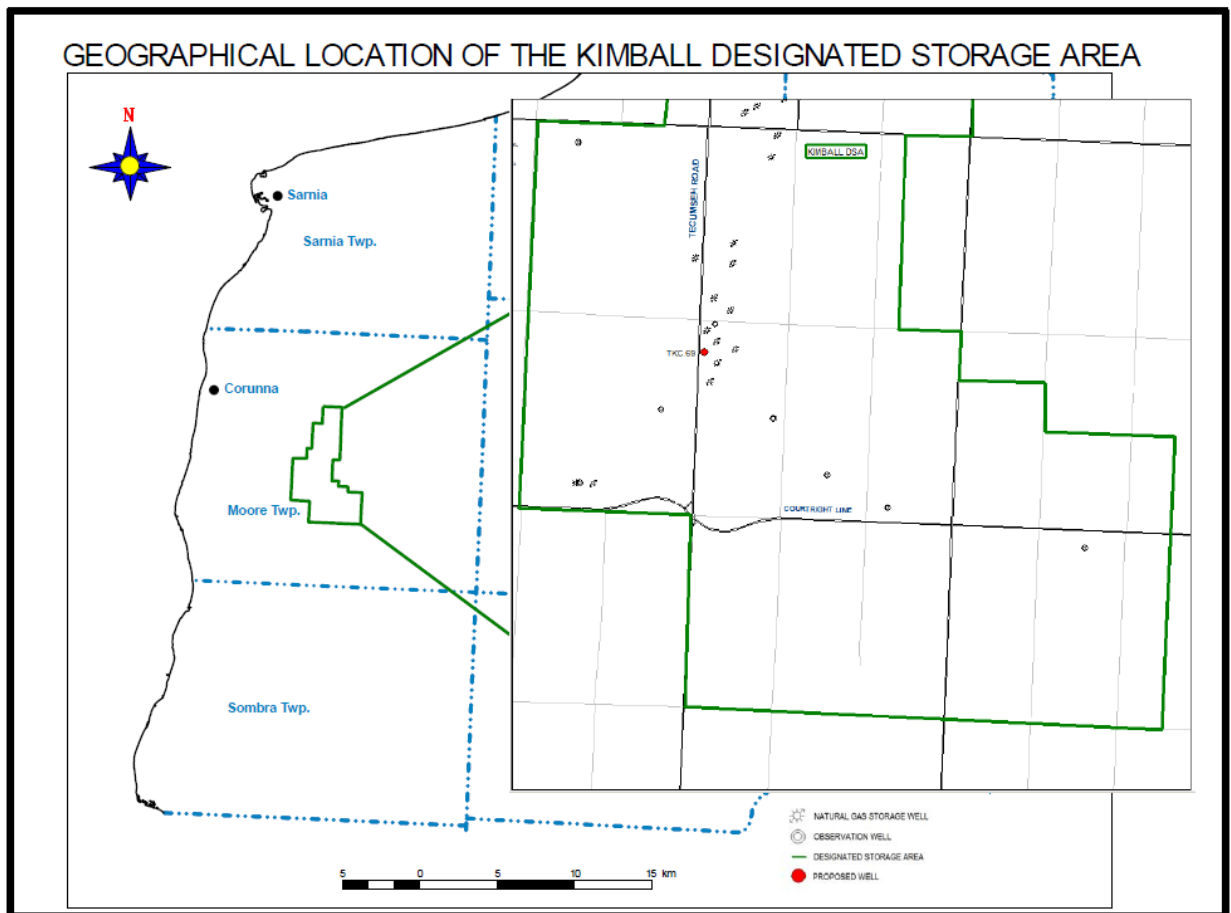 GEOGRAPHICAL LOCATION OF THE KIMBALL DESIGNATED STORAGE AREA
N
KIMBALL DSA
TECUMSEH ROAD
Sarnia
Sarnia Twp.
TKC 69
Corunna
Moore Twp.
COURTRIGHT LINE
Sombra Twp.
NATURAL GAS STORAGE WELL
OBSERVATION WELL
DESIGNATED STORAGE AREA
PROPOSED WELL
5 0 5 10 15 km